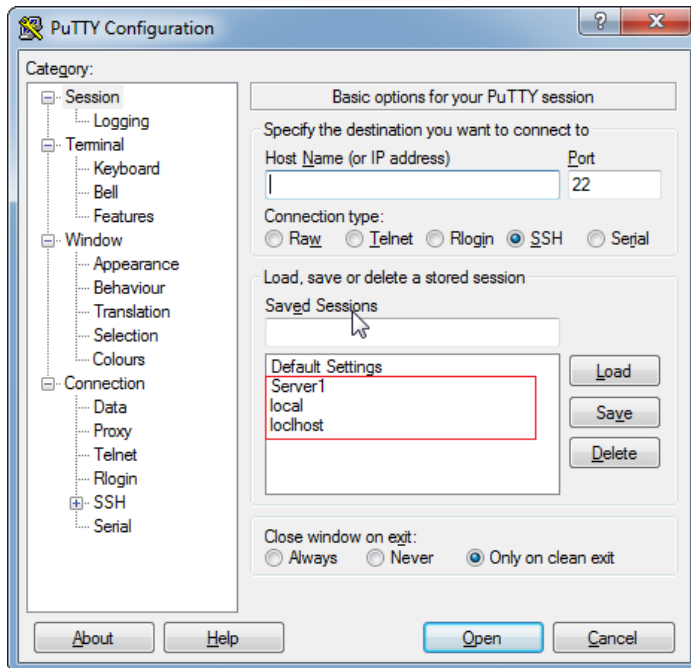 PuTTY Configuration
Category:
Session
Logging
Terminal
Keyboard
Bell
Features
Window
Appearance
Behaviour
Translation
Selection
Colours
Connection
Data
Proxy
Telnet
Rlogin
SSH
Serial
Basic options for your PuTTY session
Specify the destination you want to connect to
Host Name (or IP address) Port
22
Connection type:
Raw Telnet Rlogin SSH Serial
Load, save or delete a stored session
Saved Sessions
Default Settings
Server1
local
loclhost
Load
Save
Delete
Close window on exit:
Always Never Only on clean exit
About Help Open Cancel